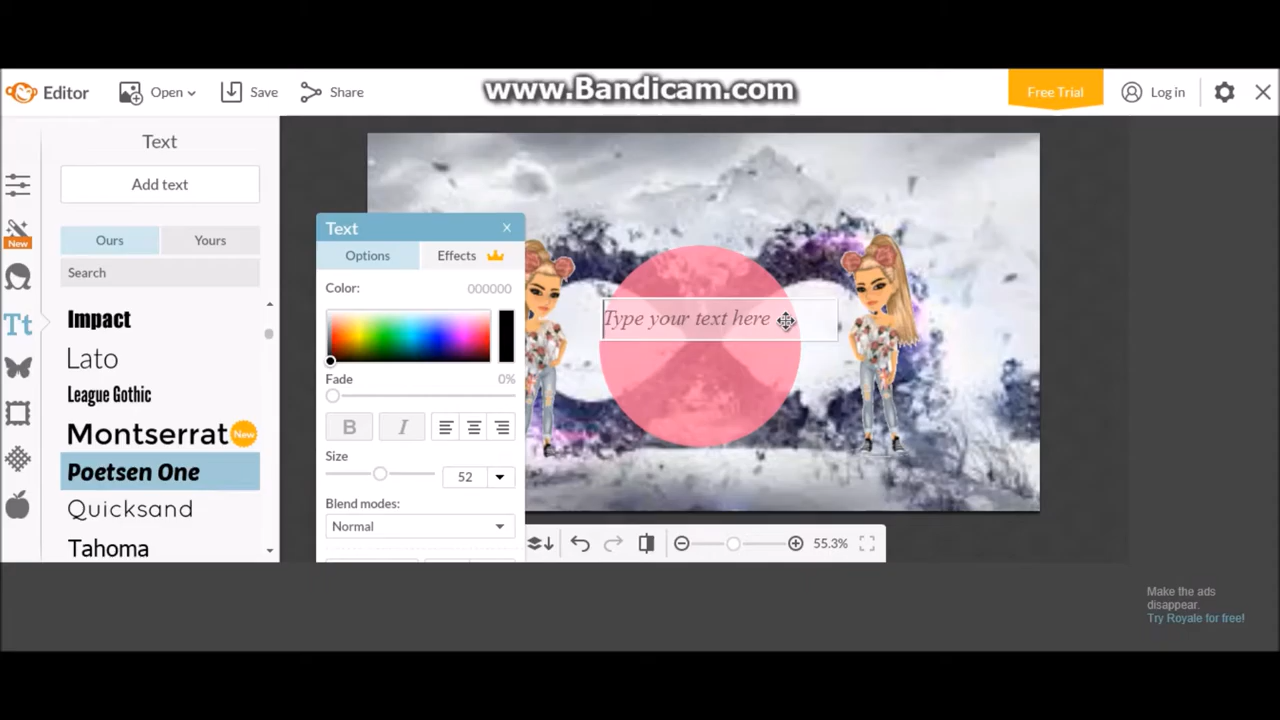 www.Bandicam.com
Editor
Open
Save
Share
Free Trial
Log in
Text
Add text
Ours
Yours
Search
Impact
Lato
League Gothic
Montserrat
New
Poetsen One
Quicksand
Tahoma
New
Tt
Text
Options
Effects
Color:
000000
Fade
0%
B
I
Size
52
Blend modes:
Normal
Type your text here
55.3%
Make the ads
disappear.
Try Royale for free!